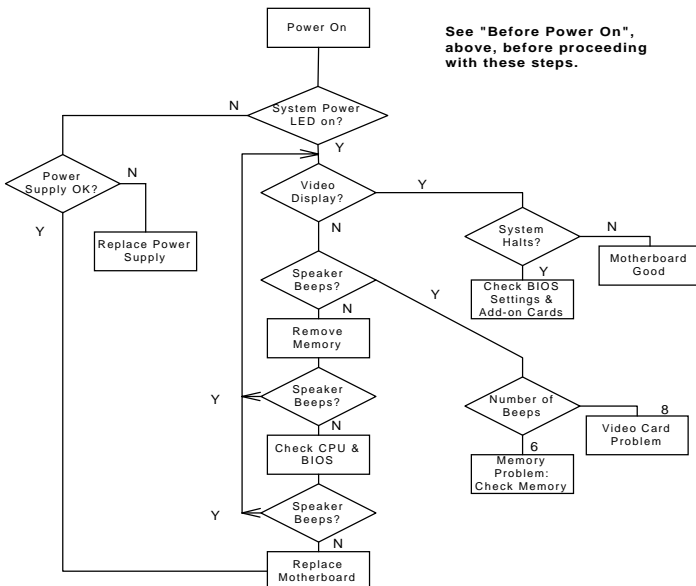 Power On
See "Before Power On",
above, before proceeding
with these steps.
N
System Power
LED on?
Y
Power
Supply OK?
N
Video
Display?
Y
Y
N
System
Halts?
N
Replace Power
Supply
Motherboard
Good
Speaker
Beeps?
Y
Y
Check BIOS
Settings &
Add-on Cards
N
Remove
Memory
Y
Speaker
Beeps?
Number of
Beeps
8
N
Video Card
Problem
Check CPU &
BIOS
6
Memory
Problem:
Check Memory
Y
Speaker
Beeps?
N
Replace
Motherboard